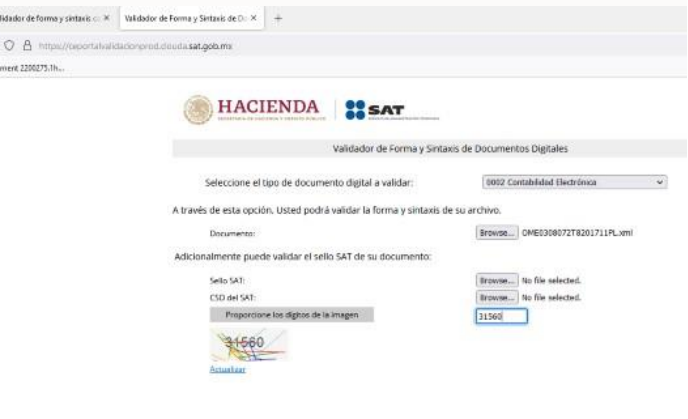 Validador de Forma y Sintaxis de Do ×
+
sat.gob.mx
HACIENDA
SAT
Validador de Forma y Sintaxis de Documentos Digitales
Seleccione el tipo de documento digital a validar:
0002 Contabilidad Electrónica
A través de esta opción, Usted podrá validar la forma y sintaxis de su archivo.
Documento:
Browse... OME0308072T8201711PL.xml
Adicionalmente puede validar el sello SAT de su documento:
Sello SAT:
Browse... No file selected.
CSD del SAT:
Browse... No file selected.
Proporcione los dígitos de la imagen
31560
31560
Actualizar